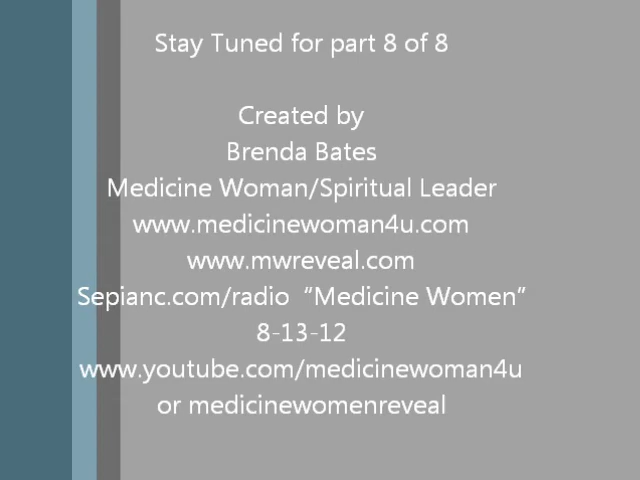 Stay Tuned for part 8 of 8
Created by
Brenda Bates
Medicine Woman/Spiritual Leader
www.medicinewoman4u.com
www.mwreveal.com
Sepianc.com/radio “Medicine Women”
8-13-12
www.youtube.com/medicinewoman4u
or medicinewomenreveal